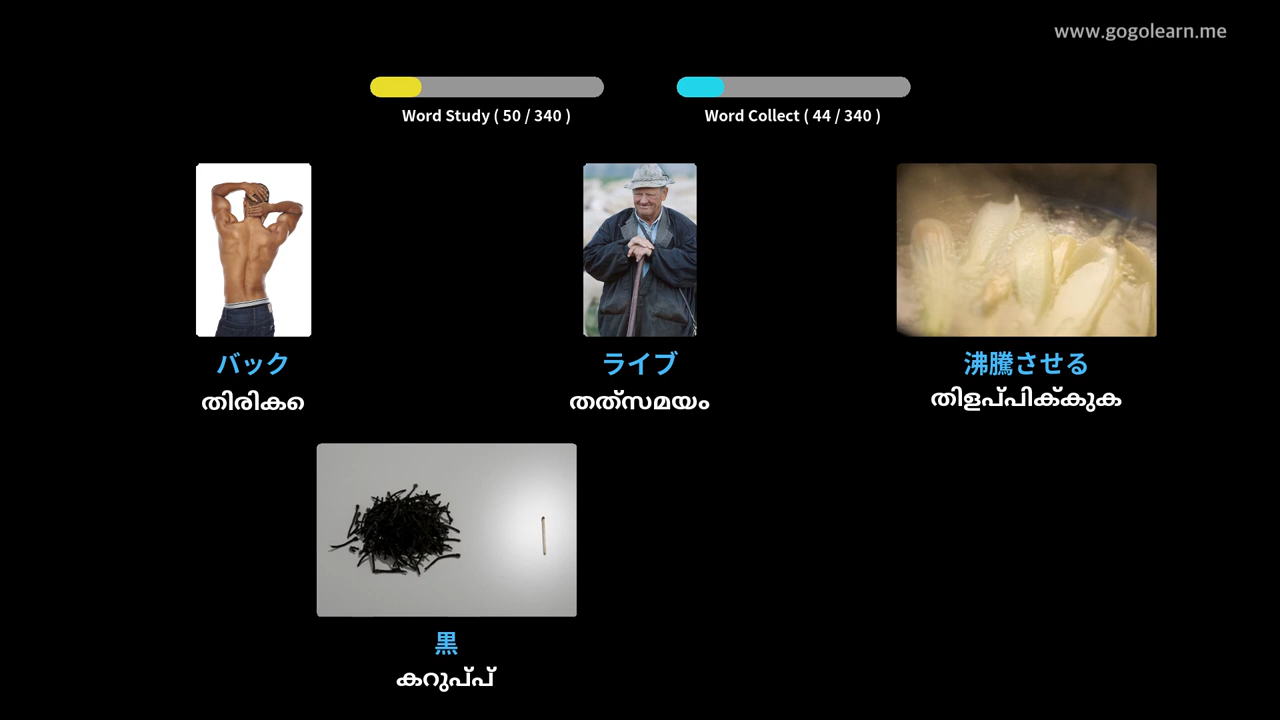 www.gogolearn.me
Word Study ( 50 / 340 )
Word Collect ( 44 / 340 )
バック
തിരികെ
ライブ
തത്സമയം
沸騰させる
തിളപ്പിക്കുക
黒
കറുപ്പ്